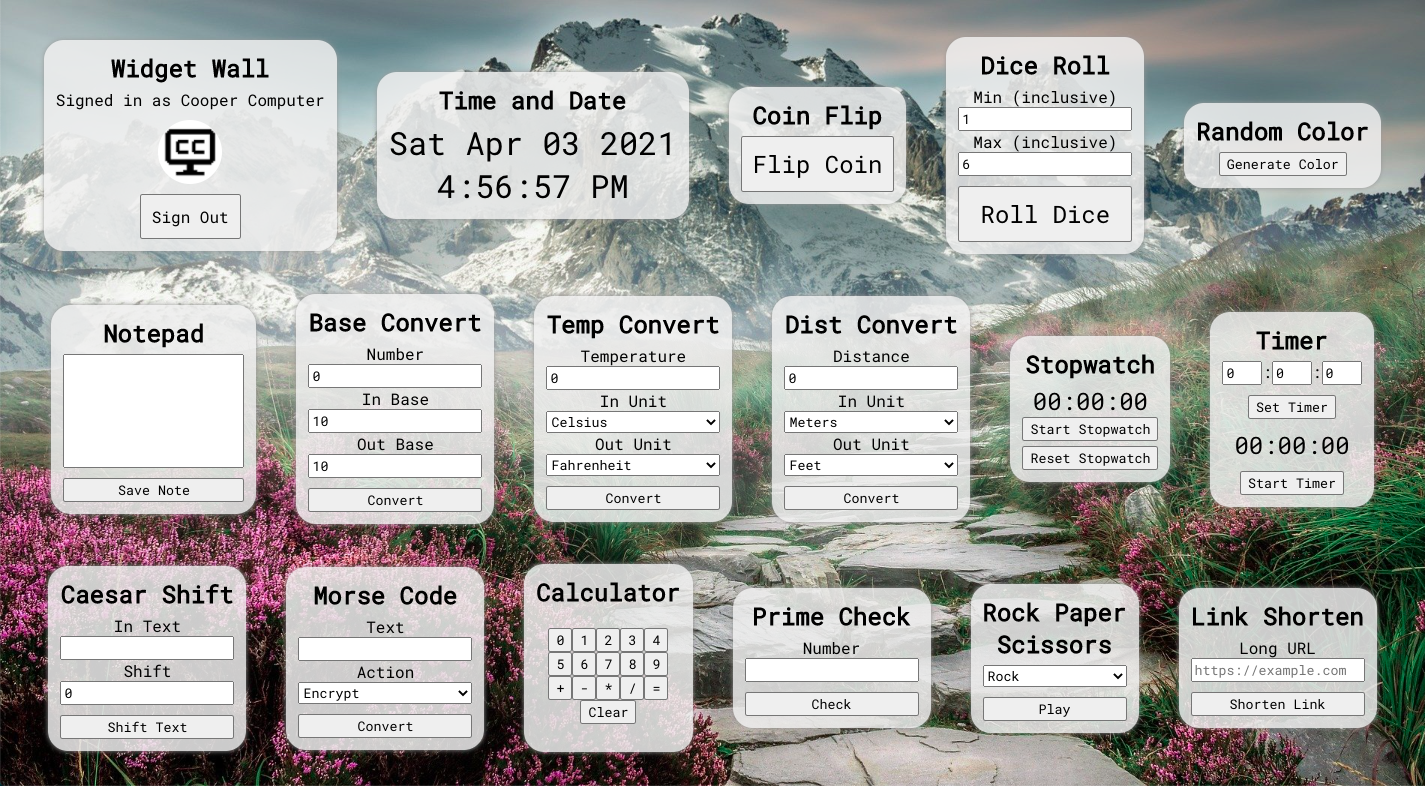 Widget Wall
Signed in as Cooper Computer
CC
Sign Out
Time and Date
Sat Apr 03 2021
4:56:57 PM
Coin Flip
Flip Coin
Dice Roll
Min (inclusive)
1
Max (inclusive)
6
Roll Dice
Random Color
Generate Color
Notepad
Save Note
Base Convert
Number
0
In Base
10
Out Base
10
Convert
Temp Convert
Temperature
0
In Unit
Celsius
Out Unit
Fahrenheit
Convert
Dist Convert
Distance
0
In Unit
Meters
Out Unit
Feet
Convert
Stopwatch
00:00:00
Start Stopwatch
Reset Stopwatch
Timer
0 : 0 : 0
Set Timer
00:00:00
Start Timer
Caesar Shift
In Text
Shift
0
Shift Text
Morse Code
Text
Action
Encrypt
Convert
Calculator
0 1 2 3 4
5 6 7 8 9
+ - * / =
Clear
Prime Check
Number
Check
Rock Paper
Scissors
Rock
Play
Link Shorten
Long URL
https://example.com
Shorten Link